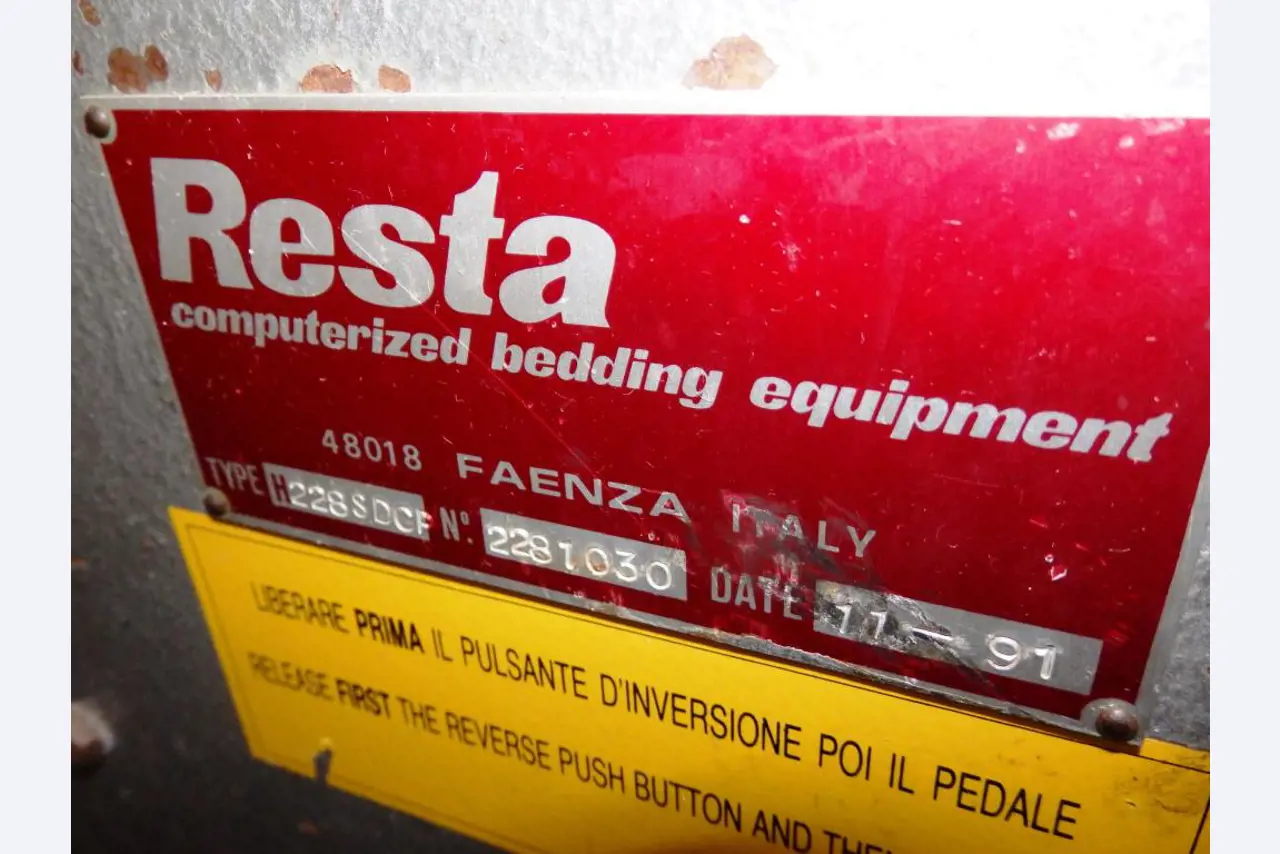 Resta
computerized bedding equipment
48018 FAENZA ITALY
TYPE H228SDCF Nº. 2281030 DATE 11-91
LIBERARE PRIMA IL PULSANTE D'INVERSIONE POI IL PEDALE
RELEASE FIRST THE REVERSE PUSH BUTTON AND